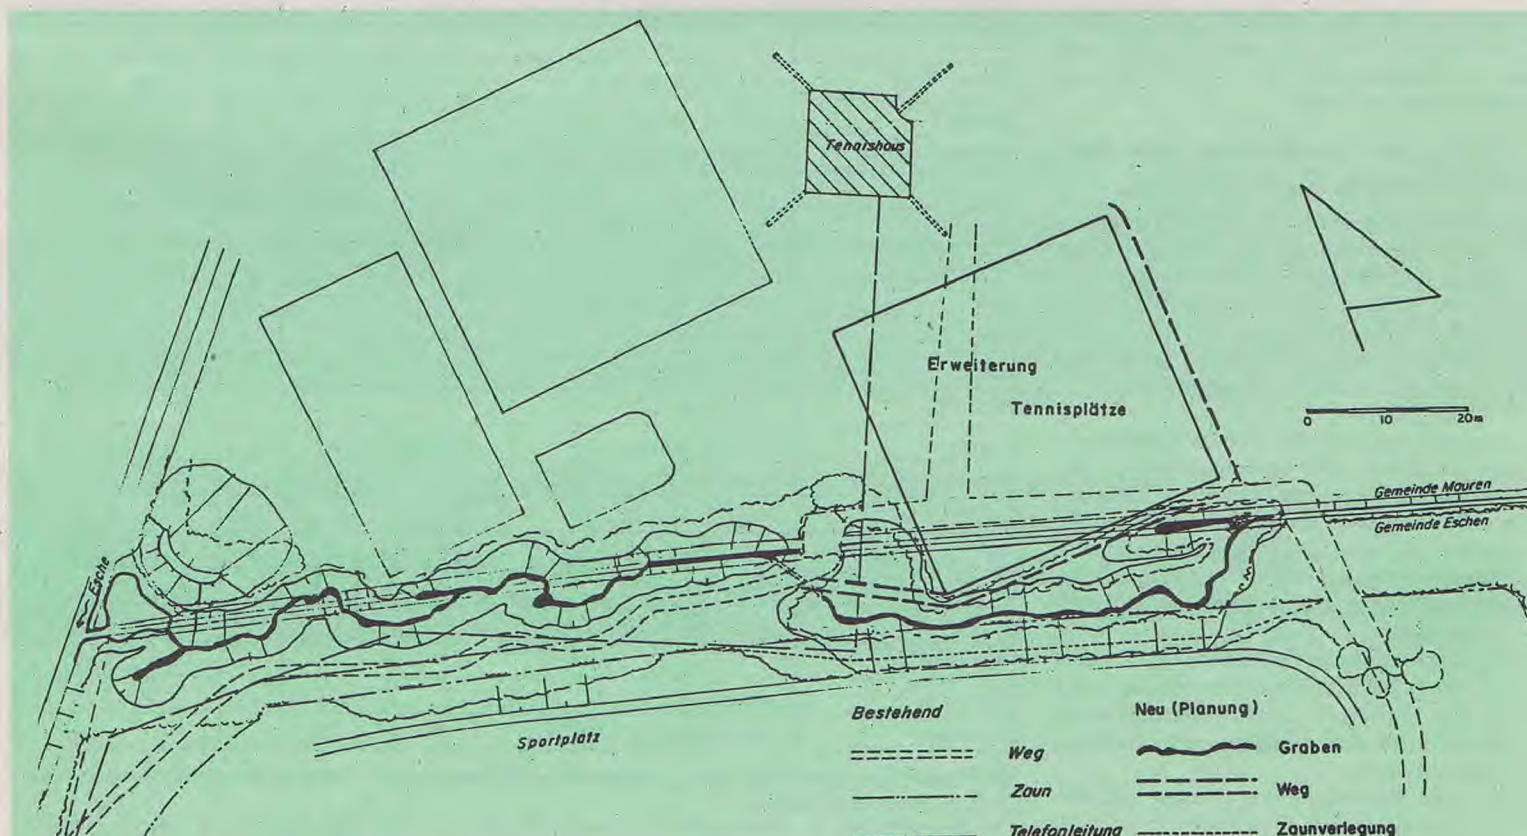 Tennishaus
Erweiterung
Tennisplätze
0 10 20m
Gemeinde Mauren
Gemeinde Eschen
Esche
Sportplatz
Bestehend
Weg
Zaun
Telefonleitung
Neu (Planung)
Graben
Weg
Zaunverlegung